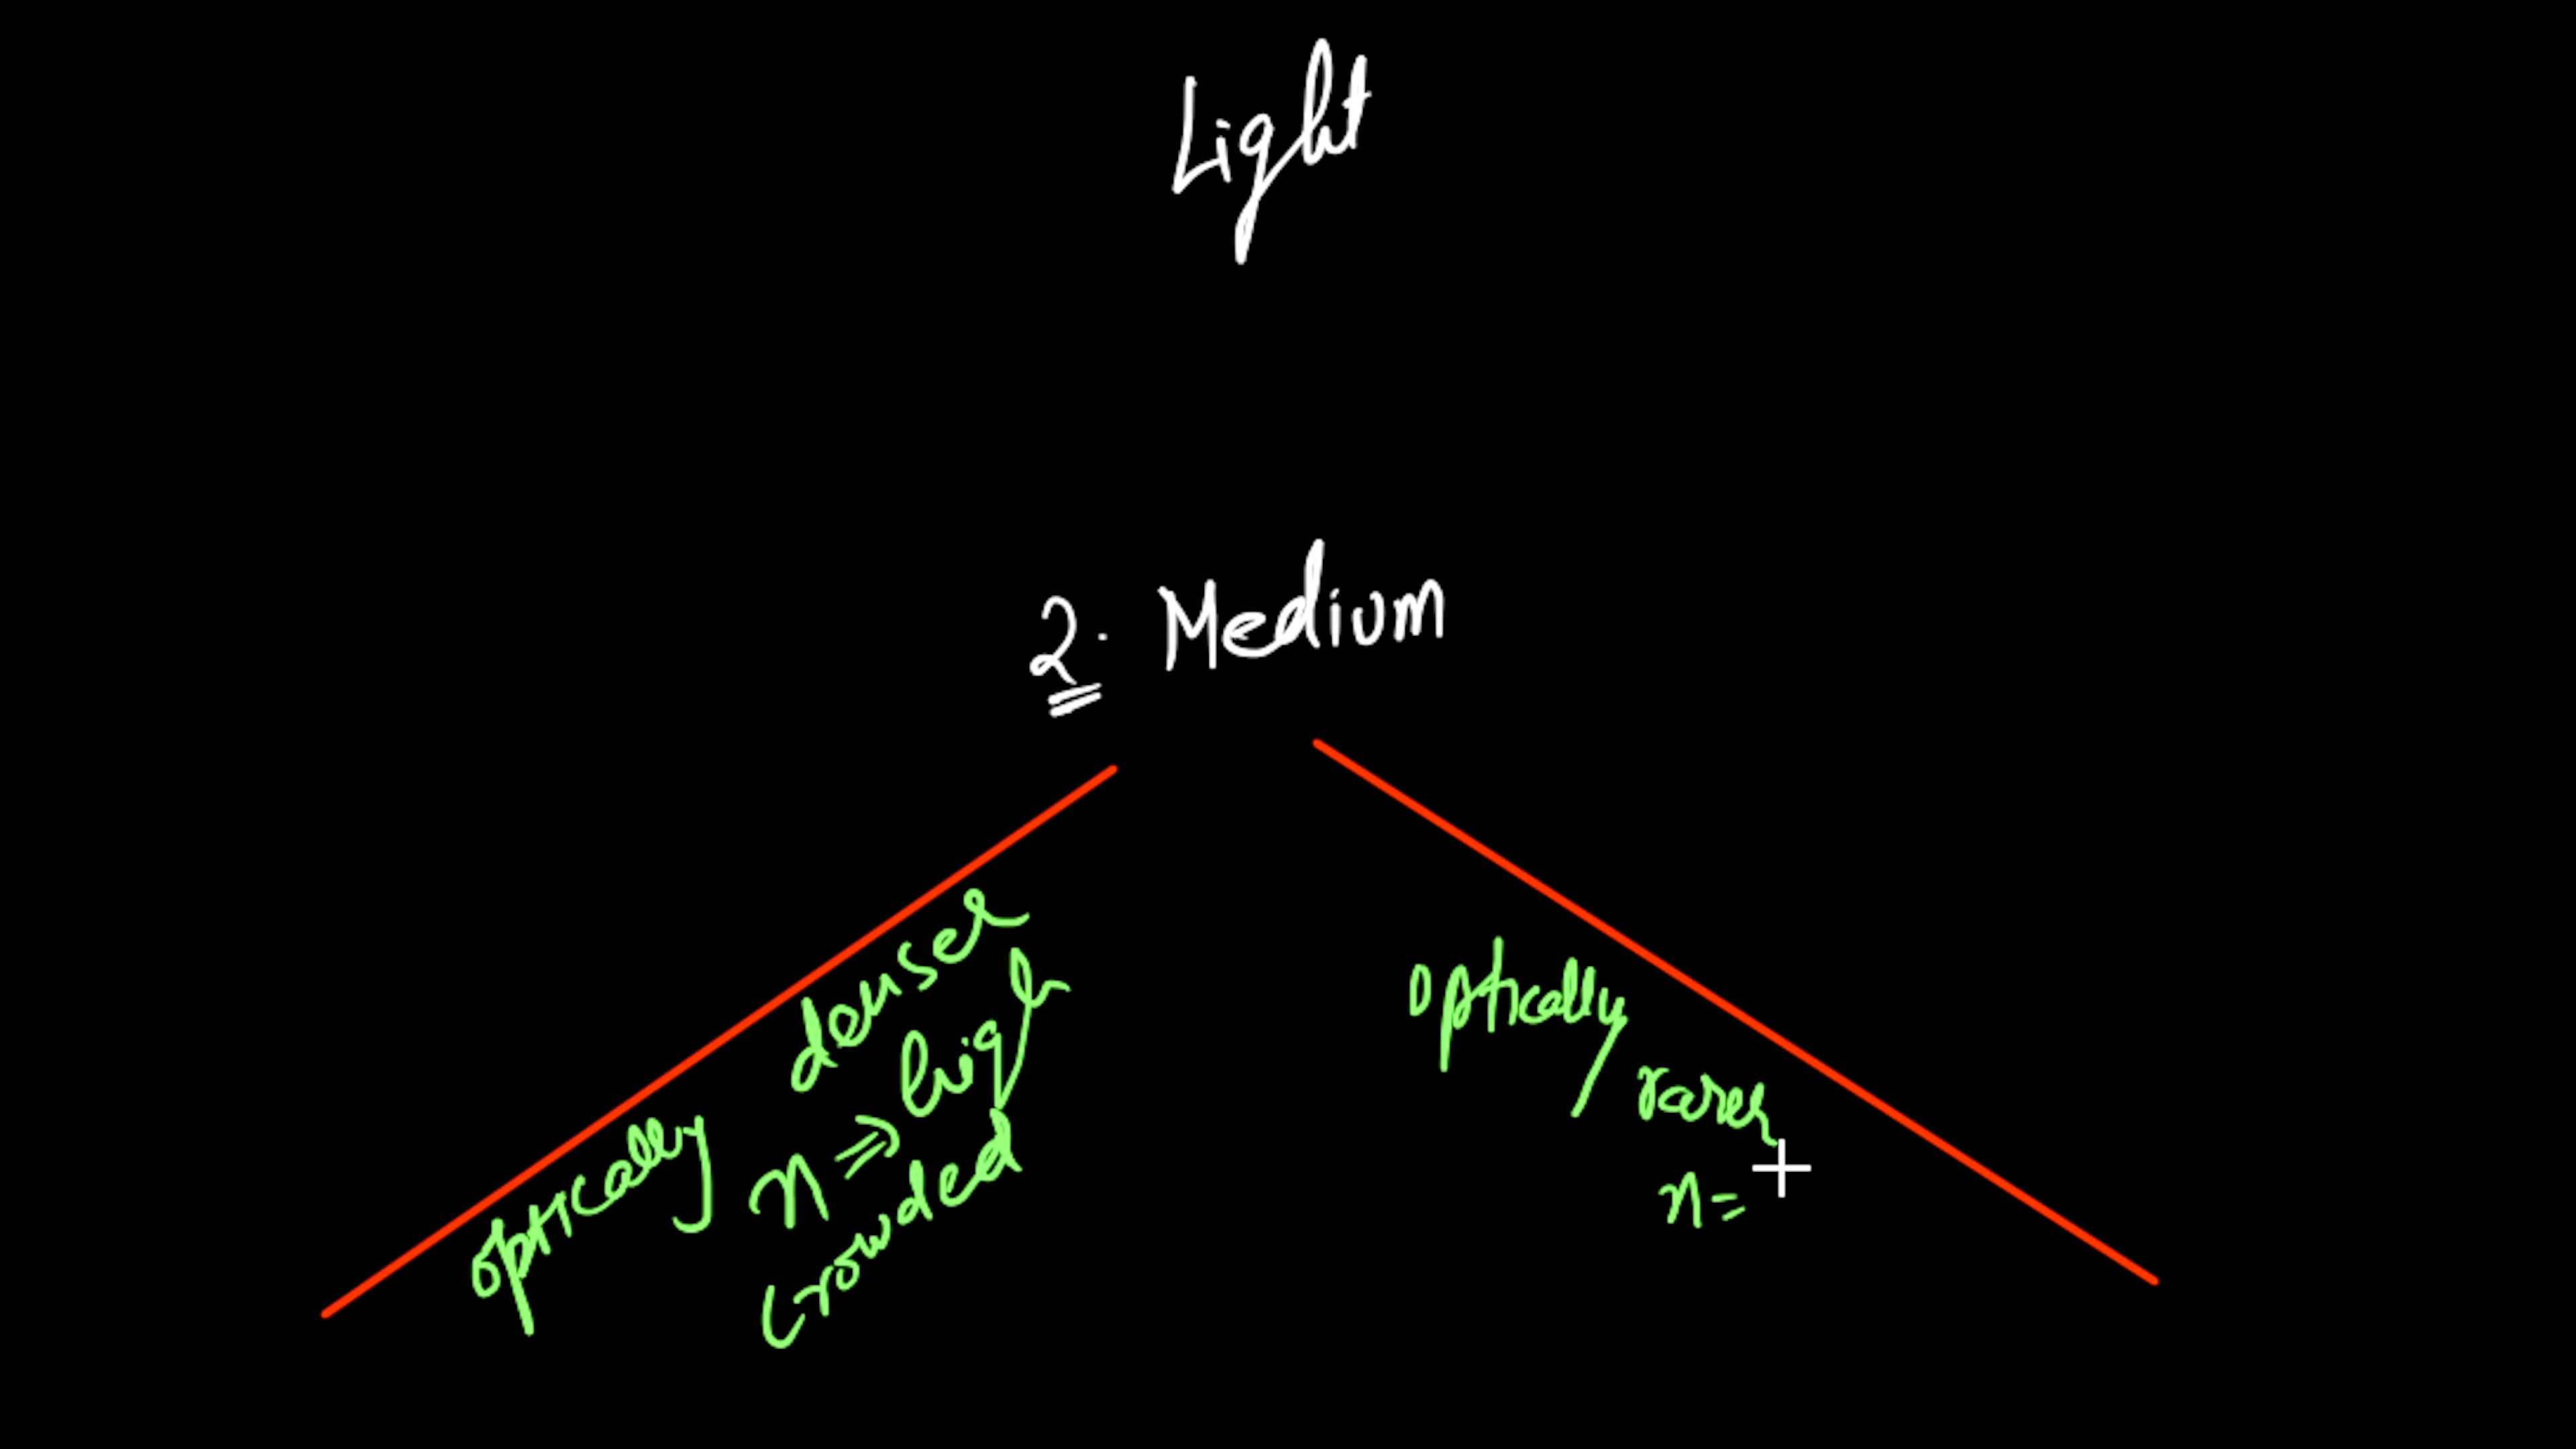 Light
2. Medium
optically denser
n => high
crowded
optically
rarer
n =